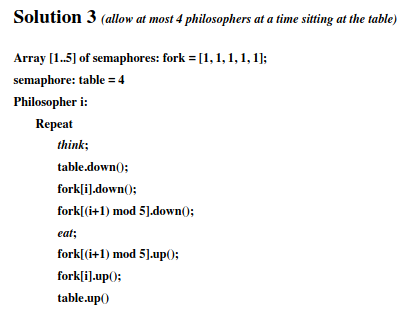 Solution 3 (allow at most 4 philosophers at a time sitting at the table)
Array [1..5] of semaphores: fork = [1, 1, 1, 1, 1];
semaphore: table = 4
Philosopher i:
Repeat
think;
table.down();
fork[i].down();
fork[(i+1) mod 5].down();
eat;
fork[(i+1) mod 5].up();
fork[i].up();
table.up()